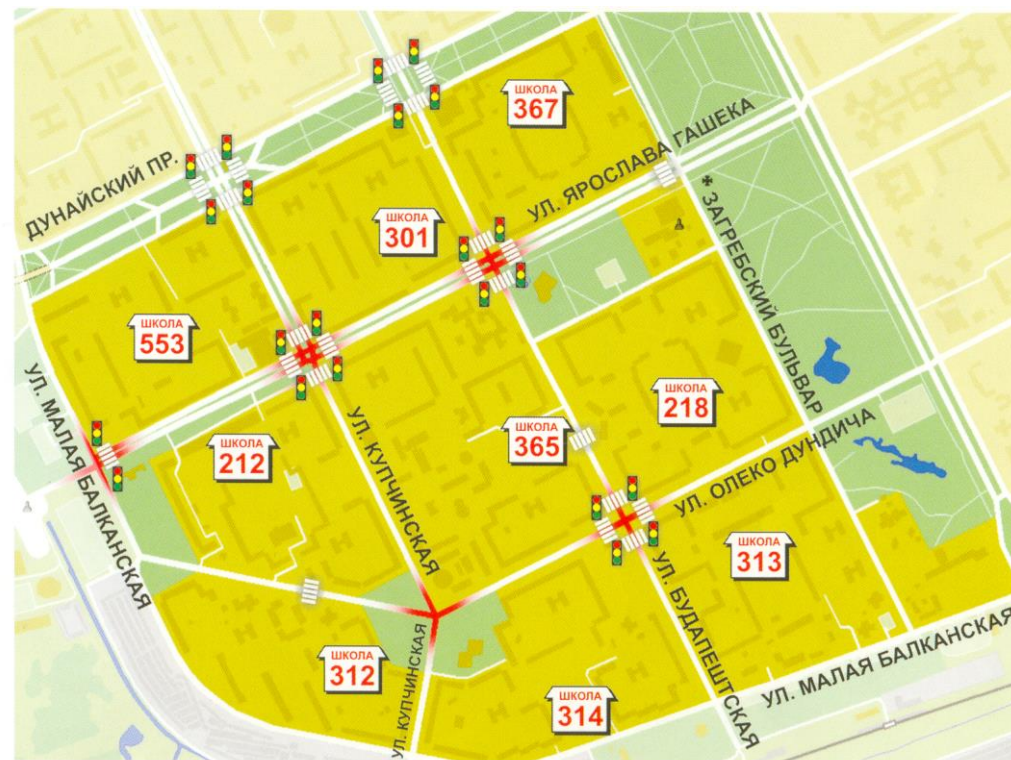 ШКОЛА
367
ДУНАЙСКИЙ ПР.
УЛ. ЯРОСЛАВА ГАШЕКА
ШКОЛА
301
ЗАГРЕБСКИЙ БУЛЬВАР
ШКОЛА
553
УЛ. МАЛАЯ БАЛКАНСКАЯ
ШКОЛА
212
УЛ. КУПЧИНСКАЯ
ШКОЛА
365
ШКОЛА
218
УЛ. ОЛЕКО ДУНДИЧА
ШКОЛА
313
УЛ. БУДАПЕШТСКАЯ
ШКОЛА
312
УЛ. КУПЧИНСКАЯ
ШКОЛА
314
УЛ. МАЛАЯ БАЛКАНСКАЯ